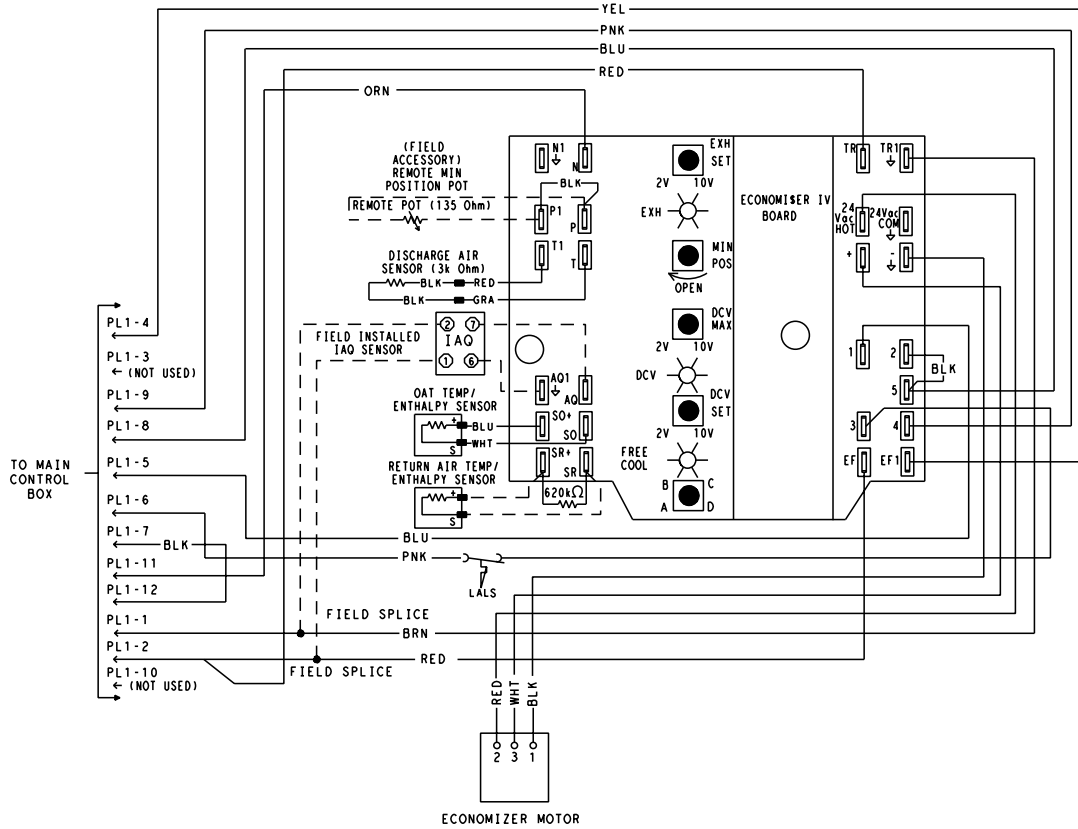 YEL
PNK
BLU
RED
ORN
(FIELD
ACCESSORY)
REMOTE MIN
POSITION POT
REMOTE POT (135 Ohm)
DISCHARGE AIR
SENSOR (3k Ohm)
BLK
RED
BLK
GRA
FIELD INSTALLED
IAQ SENSOR
2 7
IAQ
1 6
OAT TEMP/
ENTHALPY SENSOR
+
S
BLU
WHT
RETURN AIR TEMP/
ENTHALPY SENSOR
+
S
N1
N
BLK
P1
P
T1
T
AQ1
AQ
SO+
SO
SR+
SR
620kΩ
EXH
SET
2V 10V
EXH
MIN
POS
OPEN
DCV
MAX
2V 10V
DCV
DCV
SET
2V 10V
FREE
COOL
B C
A D
ECONOMI$ER IV
BOARD
TR
TR1
24
Vac
HOT
24Vac
COM
+
-
1
2
BLK
5
3
4
EF
EF1
TO MAIN
CONTROL
BOX
PL1-4
PL1-3
(NOT USED)
PL1-9
PL1-8
PL1-5
PL1-6
PL1-7
BLK
PL1-11
PL1-12
PL1-1
PL1-2
PL1-10
(NOT USED)
BLU
PNK
LALS
FIELD SPLICE
BRN
RED
FIELD SPLICE
RED
WHT
BLK
2 3 1
ECONOMIZER MOTOR